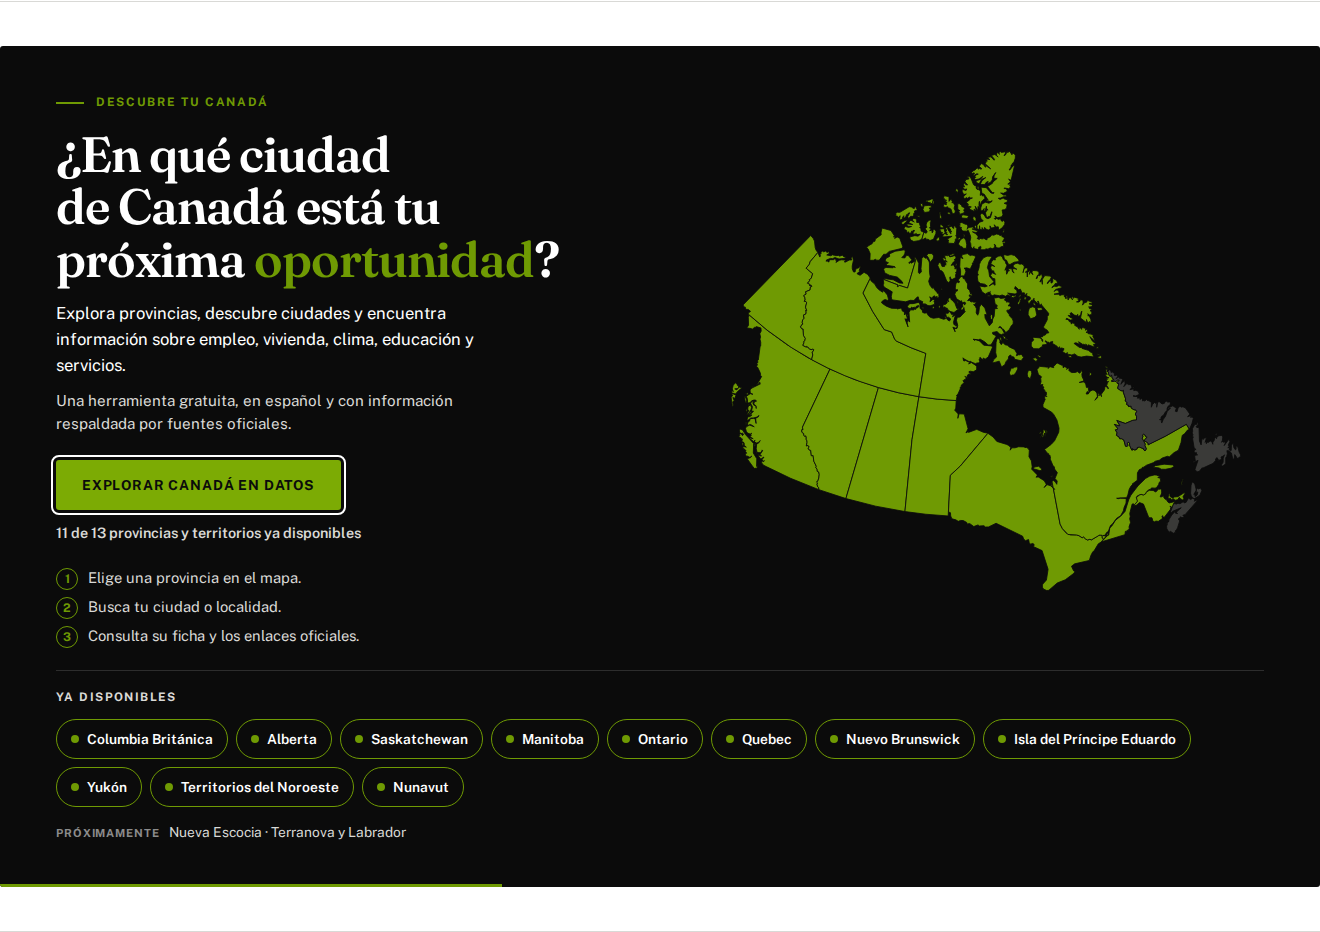 DESCUBRE TU CANADÁ
¿En qué ciudad
de Canadá está tu
próxima oportunidad?
Explora provincias, descubre ciudades y encuentra
información sobre empleo, vivienda, clima, educación y
servicios.
Una herramienta gratuita, en español y con información
respaldada por fuentes oficiales.
EXPLORAR CANADÁ EN DATOS
11 de 13 provincias y territorios ya disponibles
1 Elige una provincia en el mapa.
2 Busca tu ciudad o localidad.
3 Consulta su ficha y los enlaces oficiales.
YA DISPONIBLES
Columbia Británica Alberta Saskatchewan Manitoba Ontario Quebec Nuevo Brunswick Isla del Príncipe Eduardo
Yukón Territorios del Noroeste Nunavut
PRÓXIMAMENTE Nueva Escocia · Terranova y Labrador